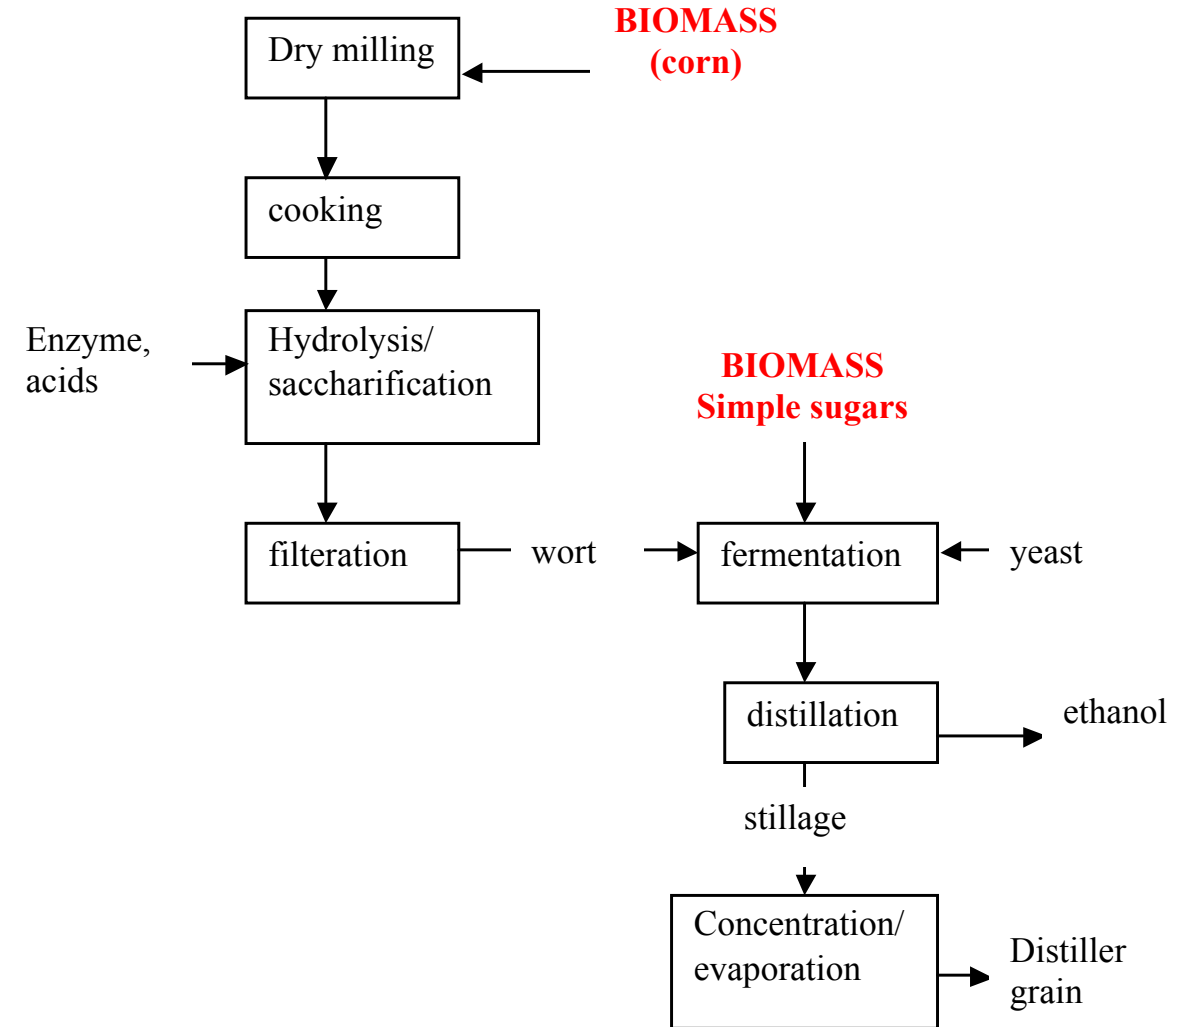 BIOMASS
(corn)
Dry milling
cooking
Enzyme,
acids
Hydrolysis/
saccharification
BIOMASS
Simple sugars
filteration
wort
fermentation
yeast
distillation
ethanol
stillage
Concentration/
evaporation
Distiller
grain